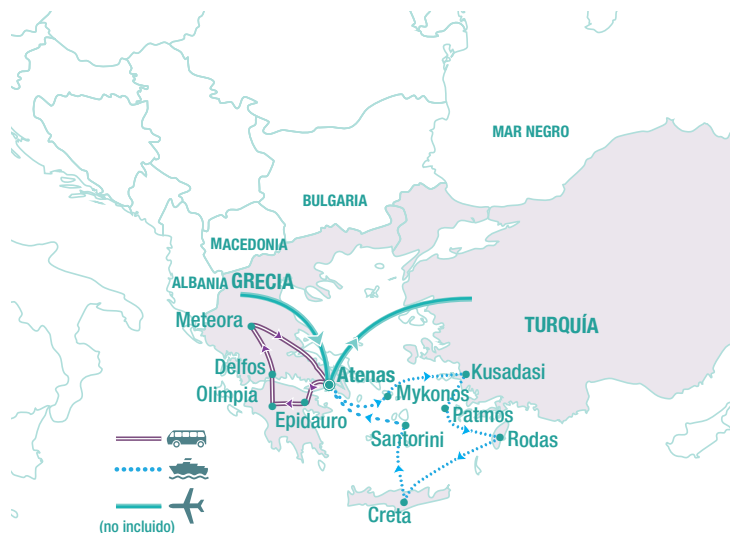 MAR NEGRO
BULGARIA
MACEDONIA
ALBANIA GRECIA
TURQUÍA
Meteora
Delfos
Atenas
Kusadasi
Olimpia
Mykonos
Epidauro
Patmos
Santorini
Rodas
Creta
(no incluido)